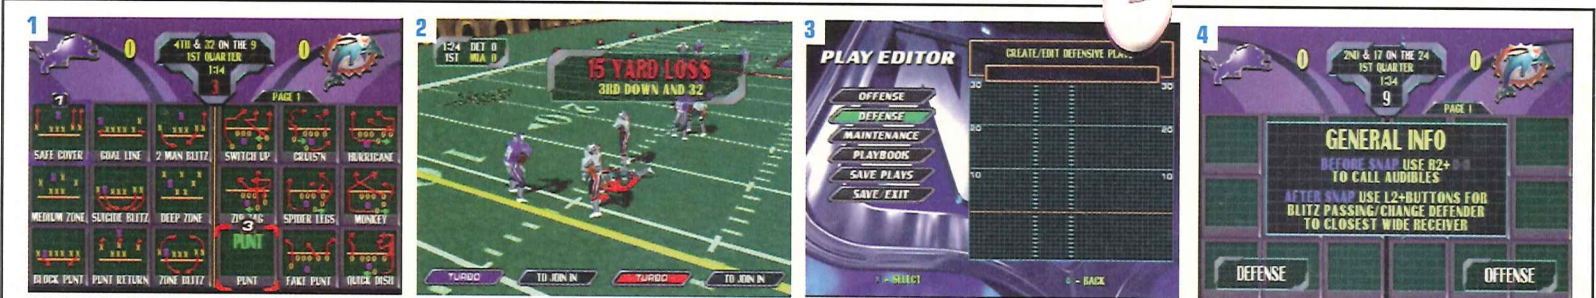 1
0
4TH & 32 ON THE 9
1ST QUARTER
1:14
3
0
PAGE 1
1
SAFE COVER
GOAL LINE
2 MAN BLITZ
SWITCH UP
CRUIS'N
HURRICANE
MEDIUM ZONE
SUICIDE BLITZ
DEEP ZONE
ZIG ZAG
SPIDER LEGS
MONKEY
3
PUNT
BLOCK PUNT
PUNT RETURN
ZONE BLITZ
PUNT
FAKE PUNT
QUICK DISH
2
1:24 DET 0
1ST MIA 0
15 YARD LOSS
3RD DOWN AND 32
TURBO
TO JOIN IN
TURBO
TO JOIN IN
3
PLAY EDITOR
CREATE/EDIT DEFENSIVE
OFFENSE
DEFENSE
MAINTENANCE
PLAYBOOK
SAVE PLAYS
SAVE/EXIT
30 30
20 20
10 10
X - SELECT
- BACK
4
0
2ND & 17 ON THE 24
1ST QUARTER
1:34
9
0
PAGE 1
GENERAL INFO
BEFORE SNAP USE R2+
TO CALL AUDIBLES
AFTER SNAP USE L2+BUTTONS FOR
BLITZ PASSING/CHANGE DEFENDER
TO CLOSEST WIDE RECEIVER
DEFENSE
OFFENSE